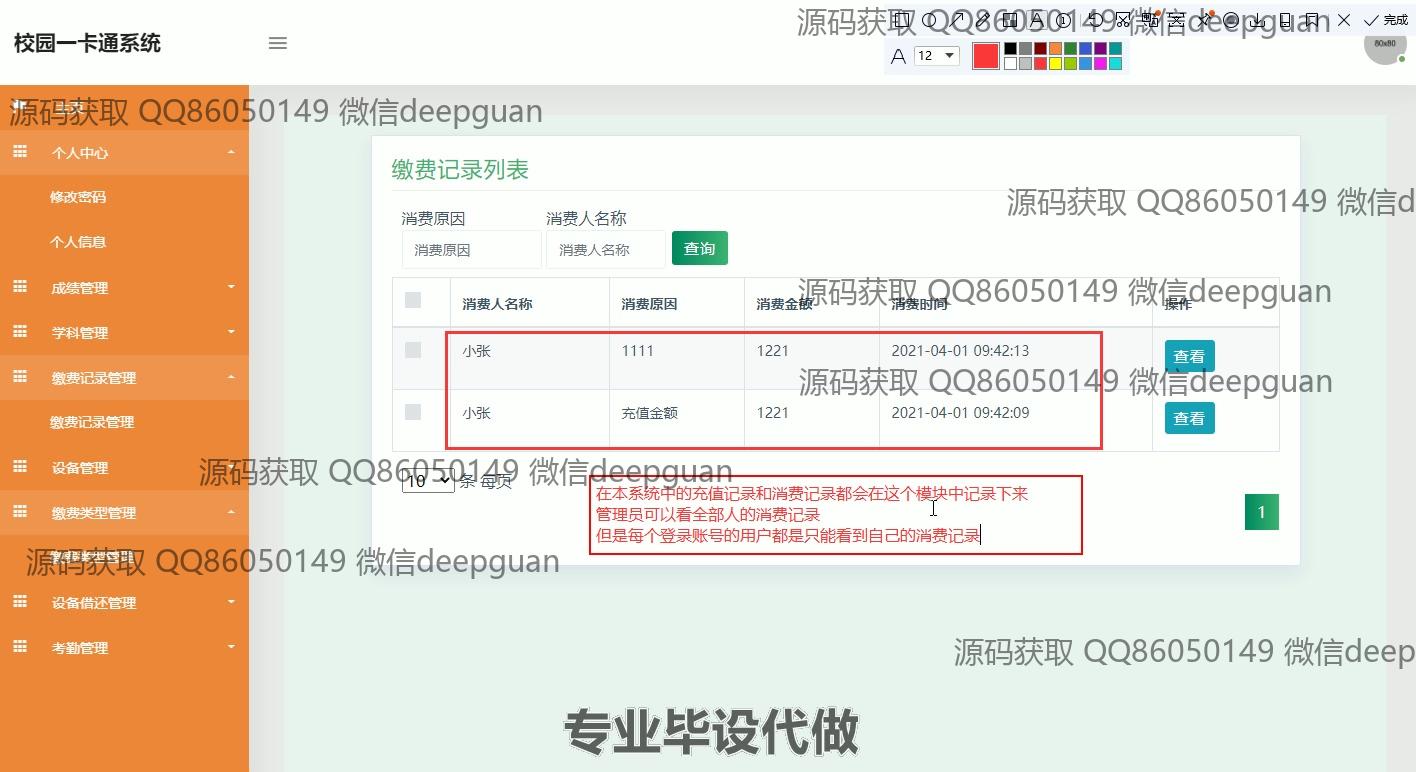 校园一卡通系统
源码获取 QQ86050149 微信deepguan
A 12
完成
80x80
源码获取 QQ86050149 微信deepguan
个人中心
修改密码
个人信息
成绩管理
学科管理
缴费记录管理
缴费记录管理
设备管理
缴费类型管理
设备借还管理
考勤管理
缴费记录列表
源码获取 QQ86050149 微信d
消费原因 消费人名称
消费原因 消费人名称 查询
源码获取 QQ86050149 微信deepguan
消费人名称 消费原因 消费金额 消费时间 操作
小张 1111 1221 2021-04-01 09:42:13 查看
源码获取 QQ86050149 微信deepguan
小张 充值金额 1221 2021-04-01 09:42:09 查看
源码获取 QQ86050149 微信deepguan
10 条 每页
在本系统中的充值记录和消费记录都会在这个模块中记录下来
管理员可以看全部人的消费记录
但是每个登录账号的用户都是只能看到自己的消费记录
1
源码获取 QQ86050149 微信deepguan
源码获取 QQ86050149 微信deep
专业毕设代做